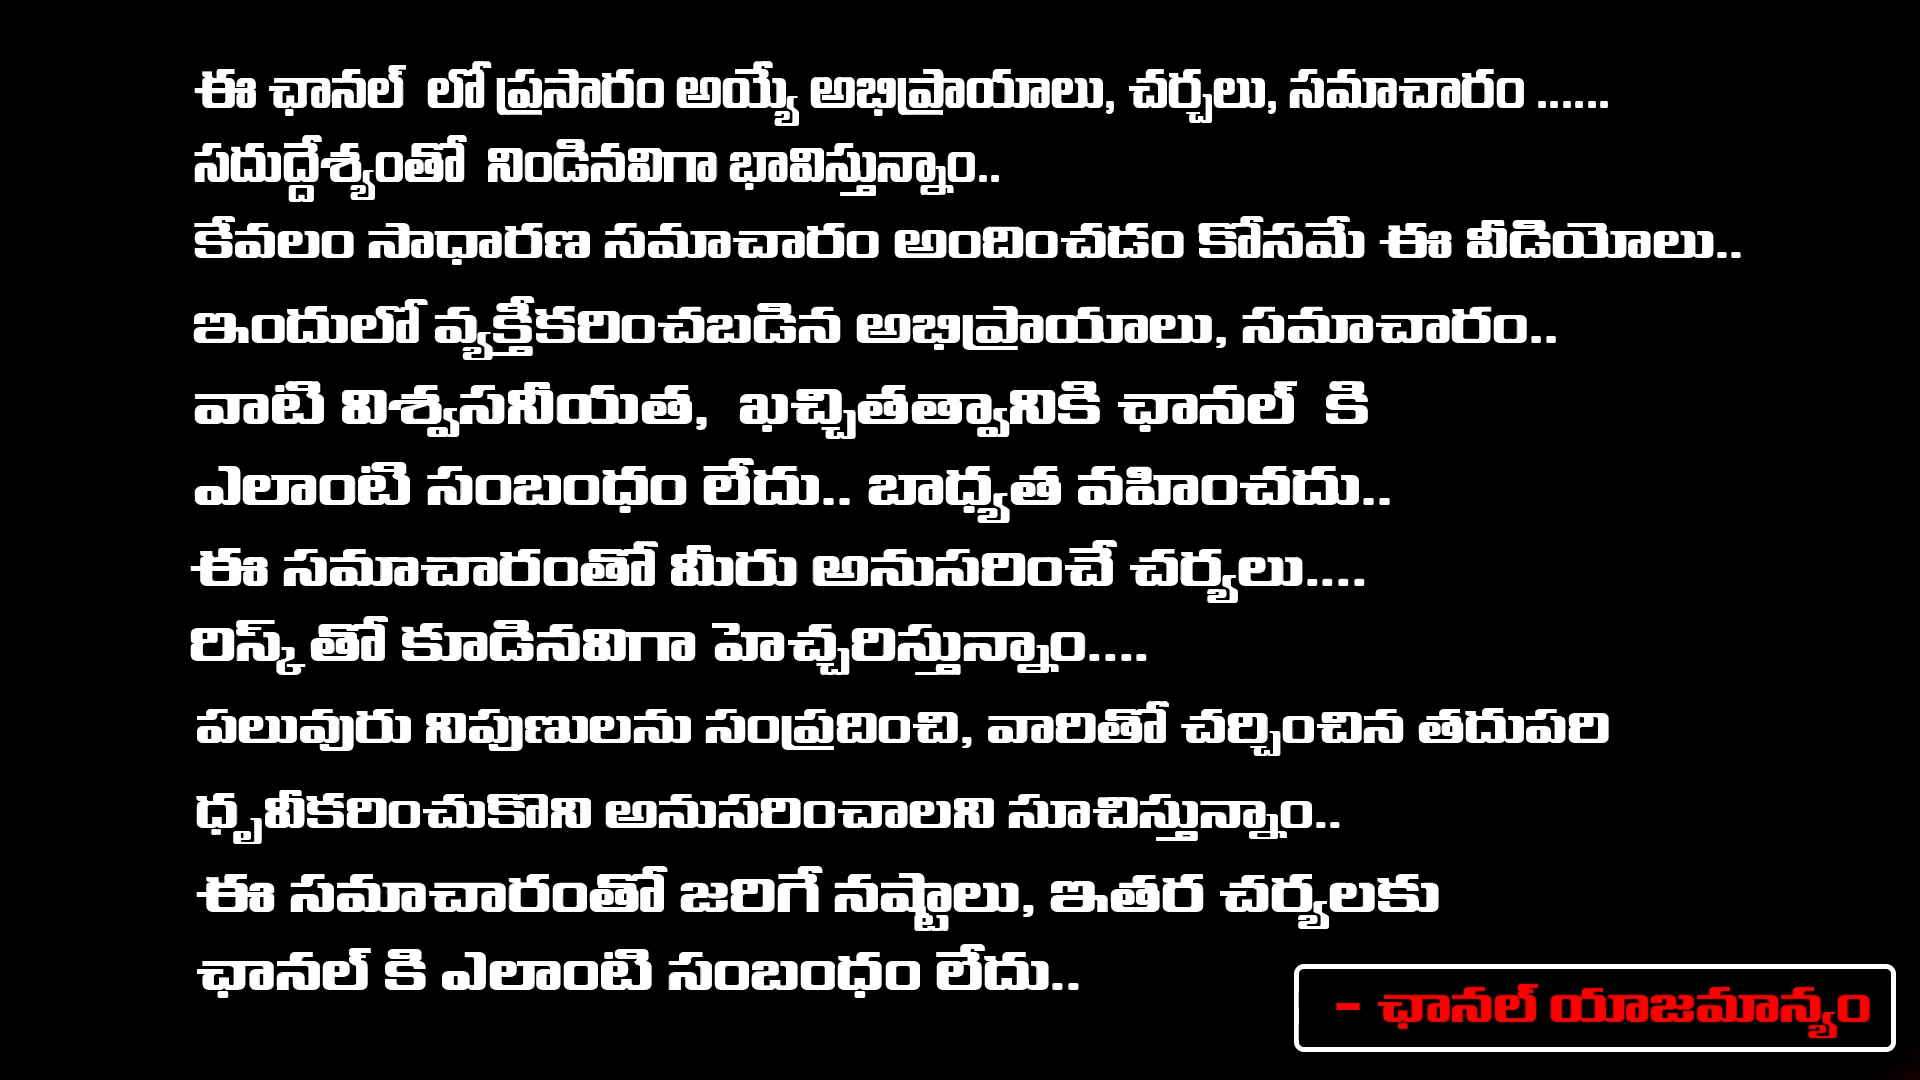 ఈ ఛానల్ లో ప్రసారం అయ్యే అభిప్రాయాలు, చర్చలు, సమాచారం ......
సదుద్దేశ్యంతో నిండినవిగా భావిస్తున్నాం..
కేవలం సాధారణ సమాచారం అందించడం కోసమే ఈ వీడియోలు..
ఇందులో వ్యక్తీకరించబడిన అభిప్రాయాలు, సమాచారం..
వాటి విశ్వసనీయత, ఖచ్చితత్వానికి ఛానల్ కి
ఎలాంటి సంబంధం లేదు.. బాధ్యత వహించదు..
ఈ సమాచారంతో మీరు అనుసరించే చర్యలు....
రిస్క్ తో కూడినవిగా హెచ్చరిస్తున్నాం....
పలువురు నిపుణులను సంప్రదించి, వారితో చర్చించిన తదుపరి
ధృవీకరించుకొని అనుసరించాలని సూచిస్తున్నాం..
ఈ సమాచారంతో జరిగే నష్టాలు, ఇతర చర్యలకు
ఛానల్ కి ఎలాంటి సంబంధం లేదు..
- ఛానల్ యాజమాన్యం